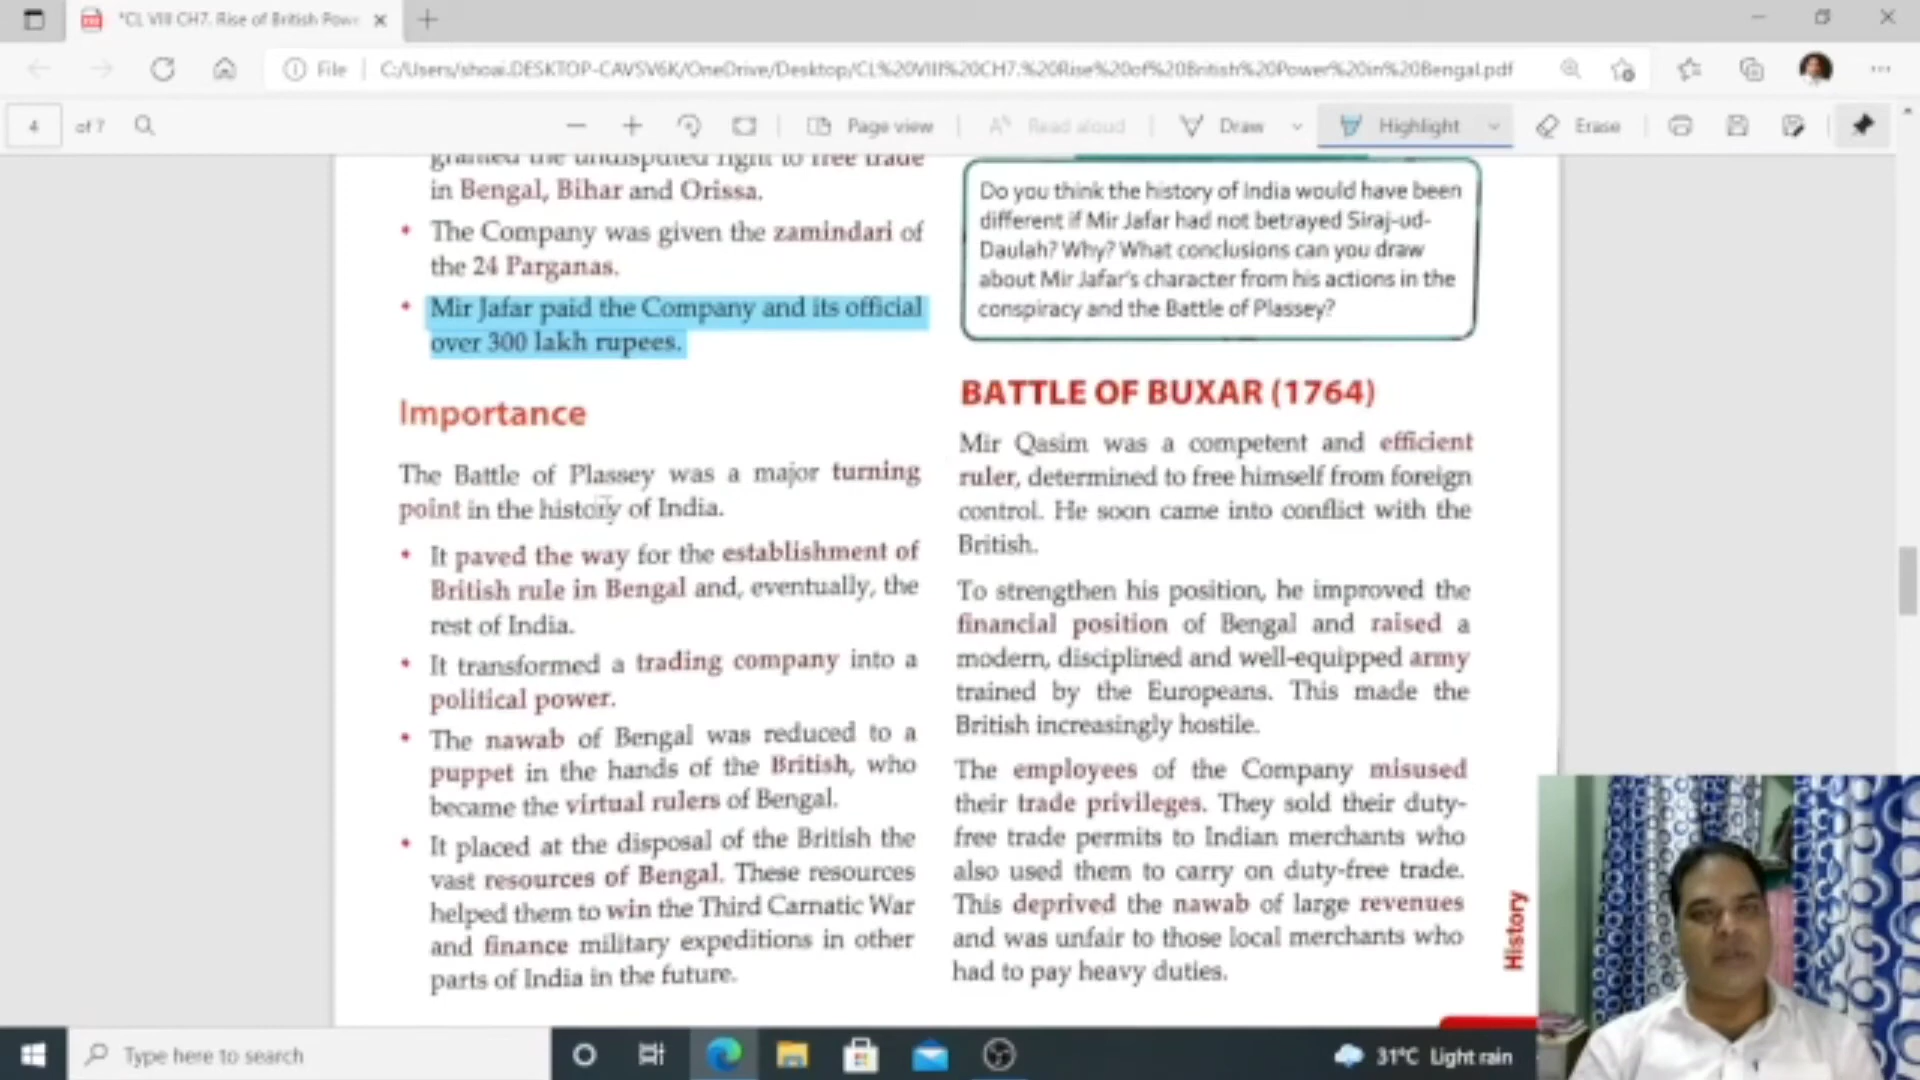 *CL VIII CH7. Rise of British Powe
File
C:/Users/shoai.DESKTOP-CAVSV6K/OneDrive/Desktop/CL%20VIII%20CH7.%20Rise%20of%20British%20Power%20in%20Bengal.pdf
4 of 7
Page view
Read aloud
Draw
Highlight
Erase
granted the undisputed right to free trade
in Bengal, Bihar and Orissa.
• The Company was given the zamindari of
the 24 Parganas.
• Mir Jafar paid the Company and its official
over 300 lakh rupees.
Importance
The Battle of Plassey was a major turning
point in the history of India.
• It paved the way for the establishment of
British rule in Bengal and, eventually, the
rest of India.
• It transformed a trading company into a
political power.
• The nawab of Bengal was reduced to a
puppet in the hands of the British, who
became the virtual rulers of Bengal.
• It placed at the disposal of the British the
vast resources of Bengal. These resources
helped them to win the Third Carnatic War
and finance military expeditions in other
parts of India in the future.
Do you think the history of India would have been
different if Mir Jafar had not betrayed Siraj-ud-
Daulah? Why? What conclusions can you draw
about Mir Jafar's character from his actions in the
conspiracy and the Battle of Plassey?
BATTLE OF BUXAR (1764)
Mir Qasim was a competent and efficient
ruler, determined to free himself from foreign
control. He soon came into conflict with the
British.
To strengthen his position, he improved the
financial position of Bengal and raised a
modern, disciplined and well-equipped army
trained by the Europeans. This made the
British increasingly hostile.
The employees of the Company misused
their trade privileges. They sold their duty-
free trade permits to Indian merchants who
also used them to carry on duty-free trade.
This deprived the nawab of large revenues
and was unfair to those local merchants who
had to pay heavy duties.
History
Type here to search
31°C Light rain